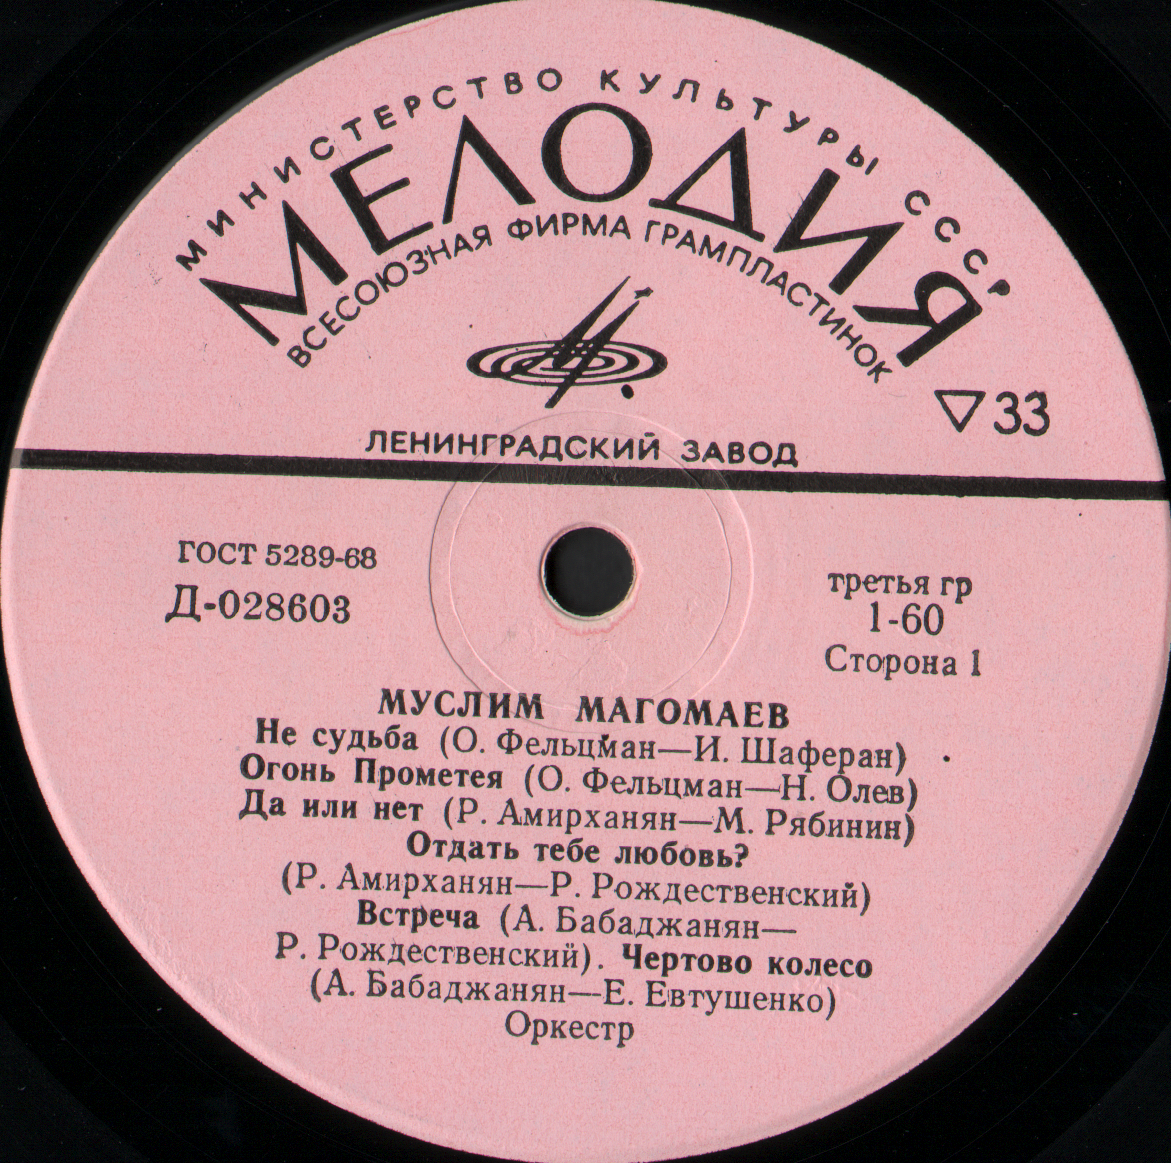 МИНИСТЕРСТВО КУЛЬТУРЫ СССР
МЕЛОДИЯ
ВСЕСОЮЗНАЯ ФИРМА ГРАМПЛАСТИНОК
33
ЛЕНИНГРАДСКИЙ ЗАВОД
ГОСТ 5289-68
Д-028603
третья гр
1-60
Сторона 1
МУСЛИМ МАГОМАЕВ
Не судьба (О. Фельцман—И. Шаферан)
Огонь Прометея (О. Фельцман—Н. Олев)
Да или нет (Р. Амирханян—М. Рябинин)
Отдать тебе любовь?
(Р. Амирханян—Р. Рождественский)
Встреча (А. Бабаджанян—
Р. Рождественский). Чертово колесо
(А. Бабаджанян—Е. Евтушенко)
Оркестр